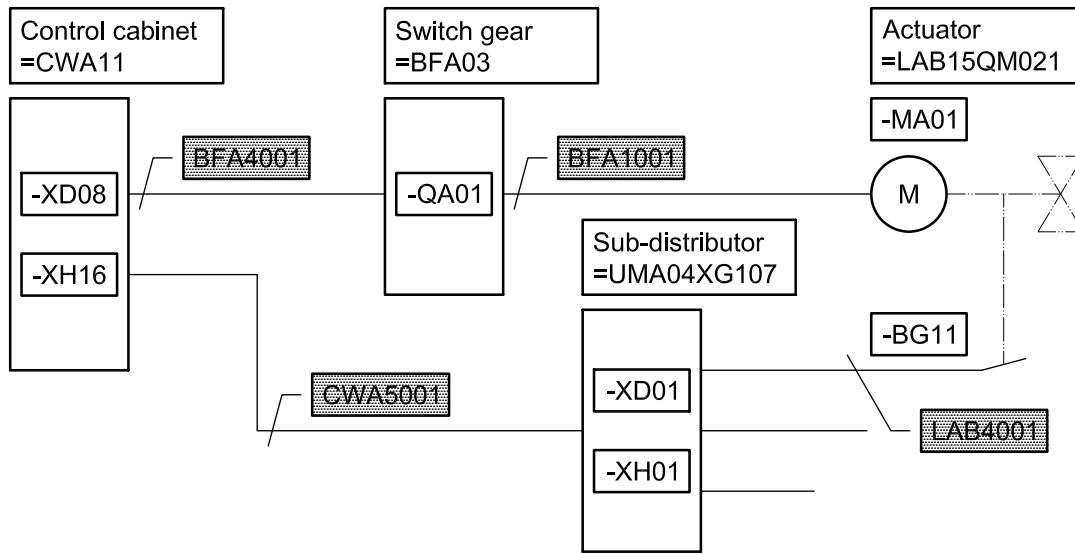 Control cabinet
=CWA11
Switch gear
=BFA03
Actuator
=LAB15QM021
-MA01
BFA4001
BFA1001
-XD08
-QA01
M
-XH16
Sub-distributor
=UMA04XG107
-BG11
CWA5001
-XD01
LAB4001
-XH01